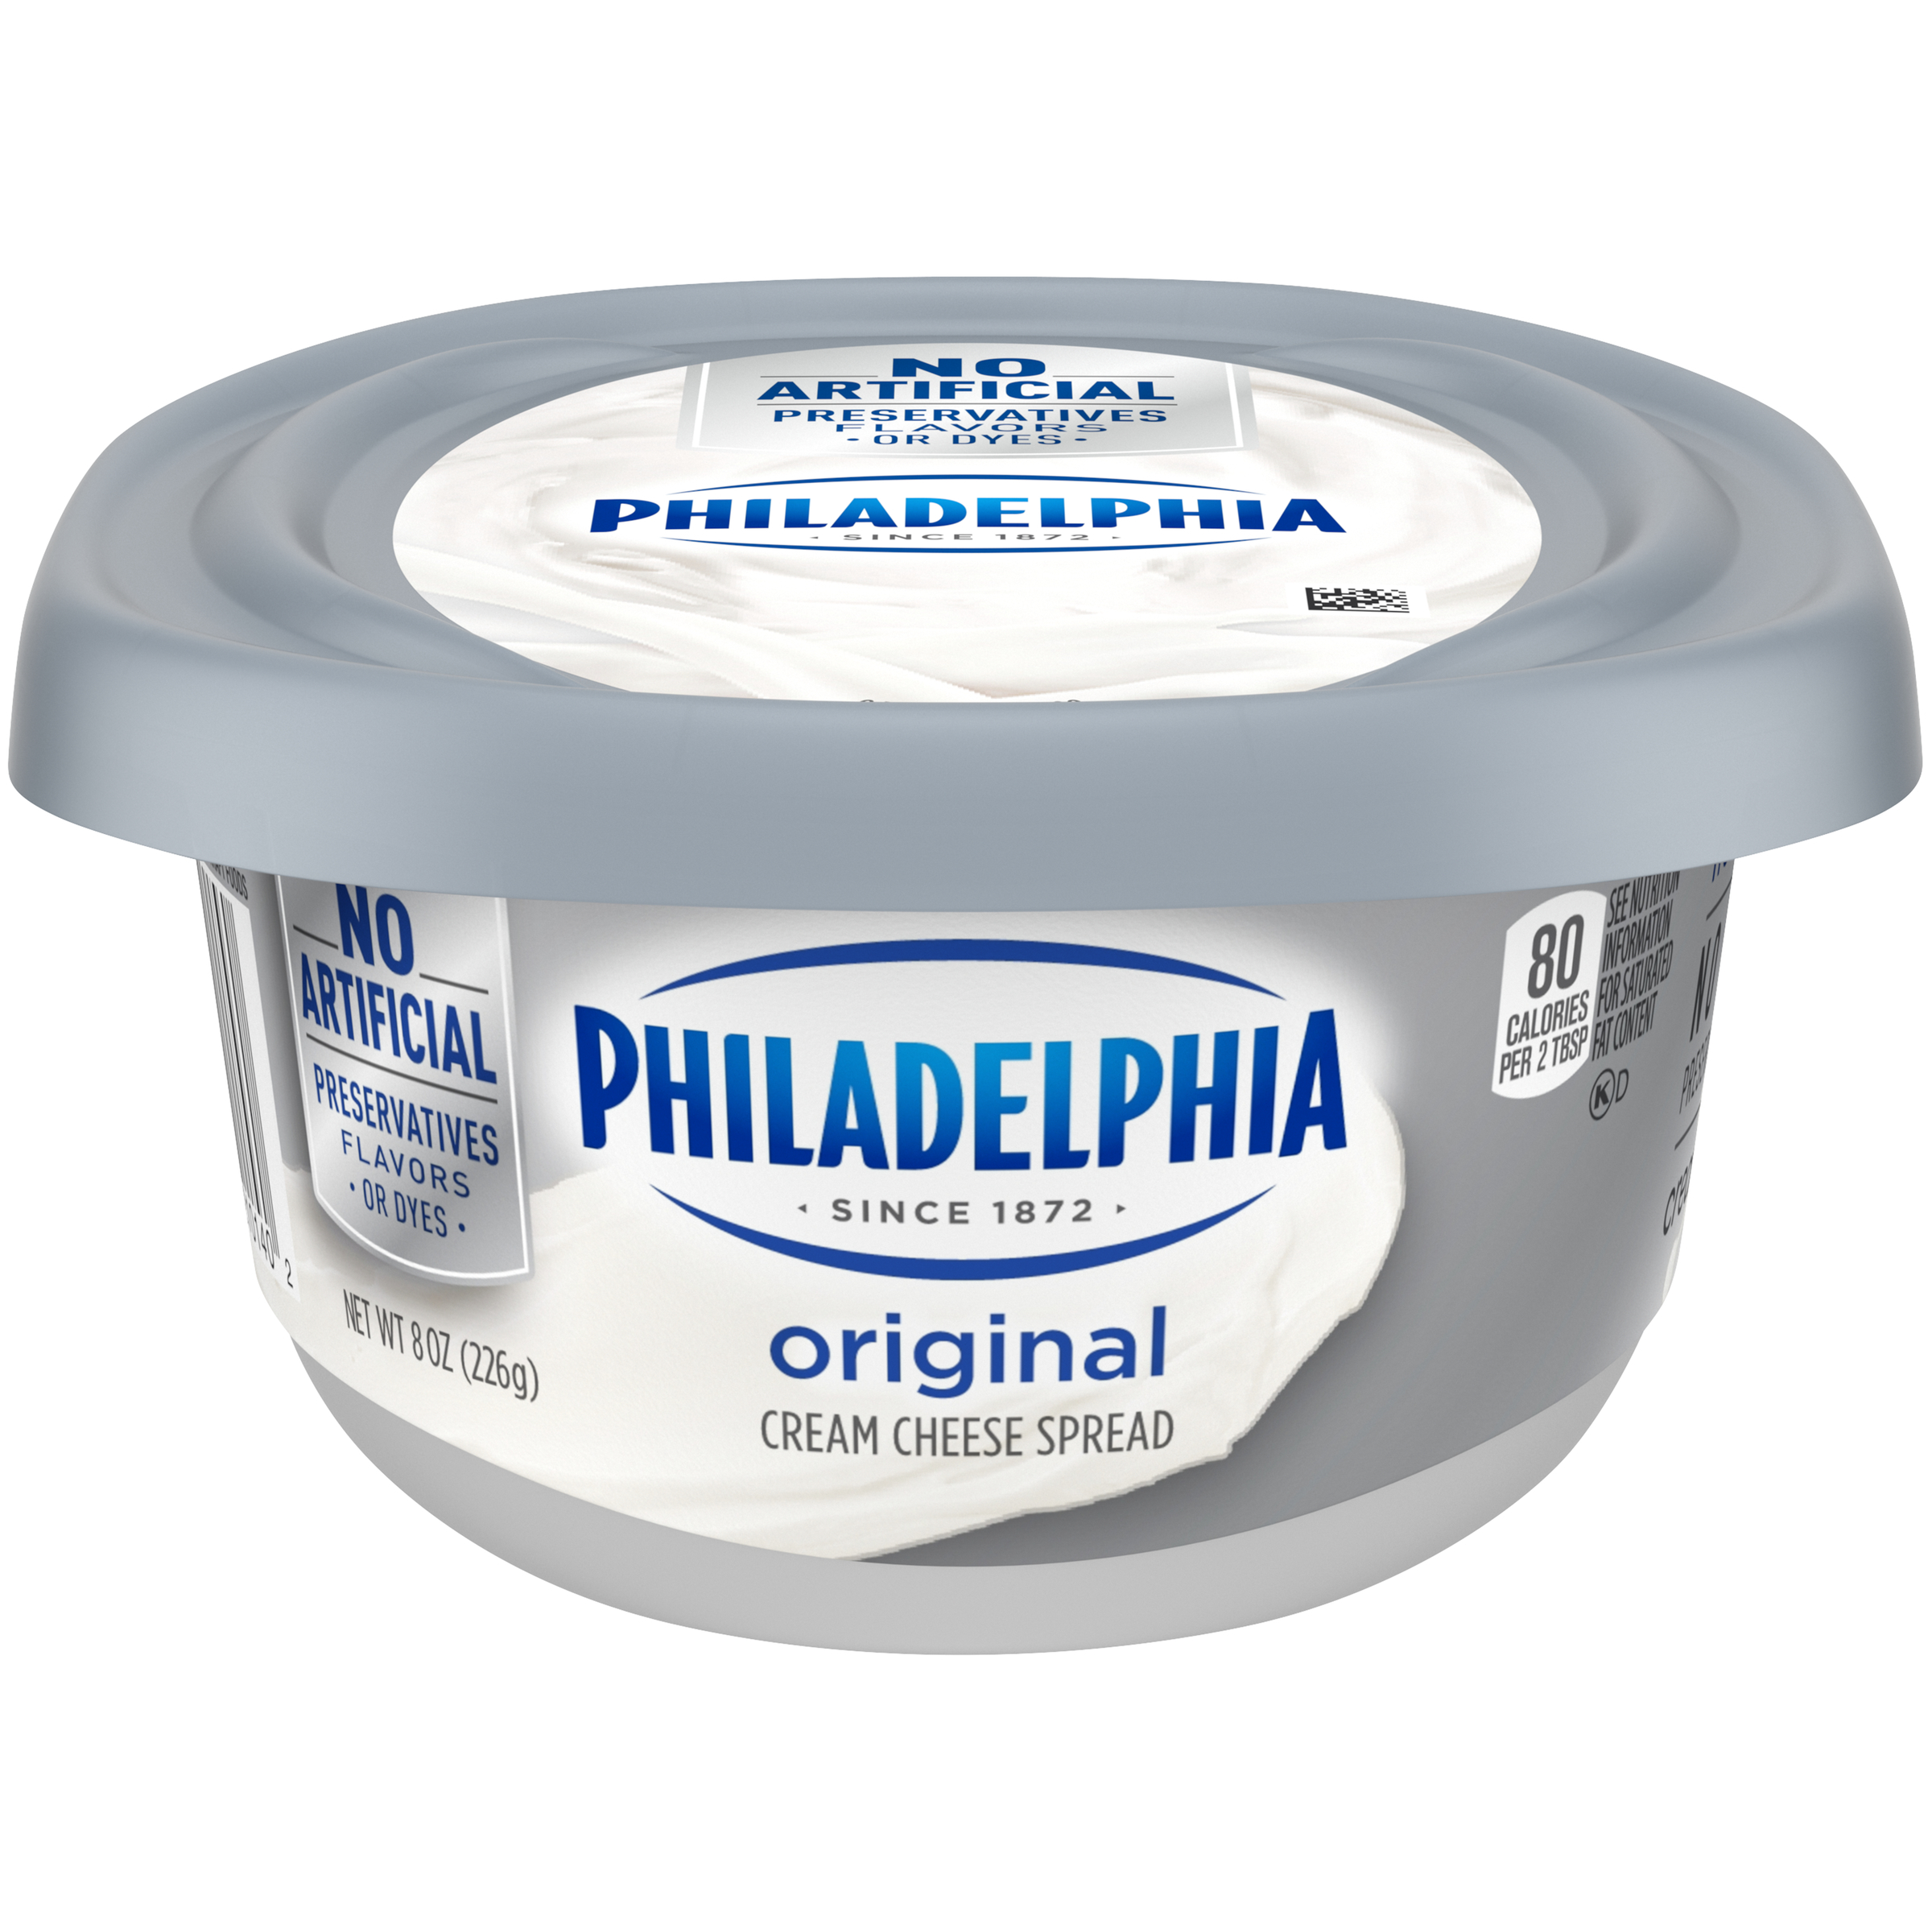 NO
ARTIFICIAL
PRESERVATIVES
FLAVORS
• OR DYES •
PHILADELPHIA
SINCE 1872
FOODS
2
NO
ARTIFICIAL
PRESERVATIVES
FLAVORS
• OR DYES •
NET WT 8 OZ (226g)
PHILADELPHIA
SINCE 1872
original
CREAM CHEESE SPREAD
80
CALORIES
PER 2 TBSP
SEE NUTRITION
INFORMATION
FOR SATURATED
FAT CONTENT
K D